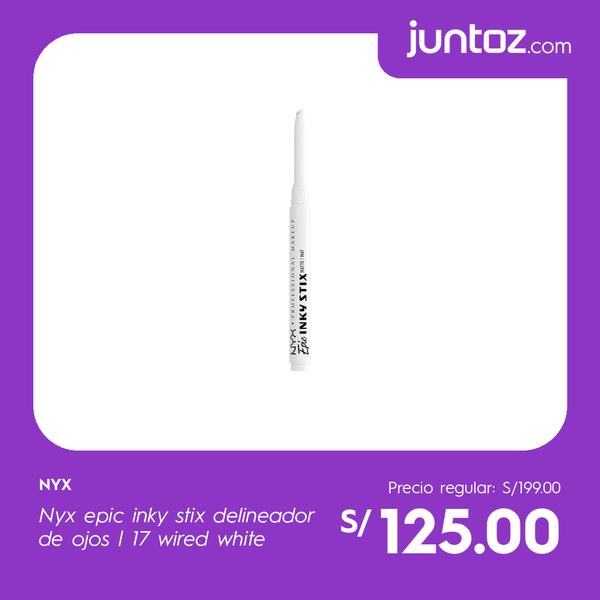 juntoz.com
NYX • PROFESSIONAL MAKEUP
Epic INKY STIX MATTE | MAT
NYX
Nyx epic inky stix delineador
de ojos | 17 wired white
Precio regular: S/199.00
S/125.00